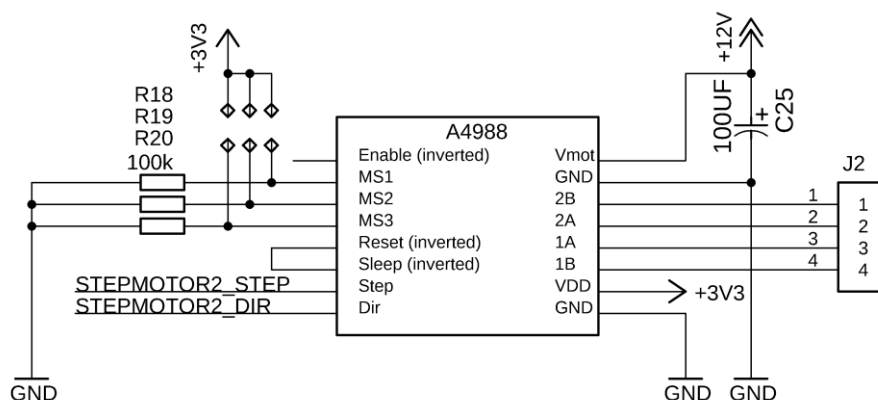 +3V3
+12V
R18
R19
R20
100k
100UF
C25
A4988
J2
Enable (inverted)
MS1
MS2
MS3
Reset (inverted)
Sleep (inverted)
Step
Dir
Vmot
GND
2B
2A
1A
1B
VDD
GND
1
2
3
4
1
2
3
4
STEPMOTOR2_STEP
STEPMOTOR2_DIR
+3V3
GND
GND
GND